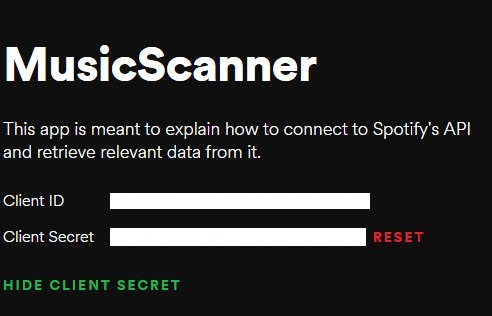 MusicScanner
This app is meant to explain how to connect to Spotify's API
and retrieve relevant data from it.
Client ID
Client Secret RESET
HIDE CLIENT SECRET